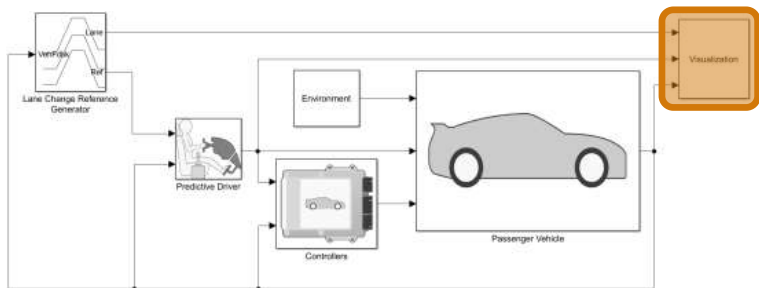 Lane
VehFdbk
Ref
Lane Change Reference
Generator
Visualization
Environment
Predictive Driver
Controllers
Passenger Vehicle